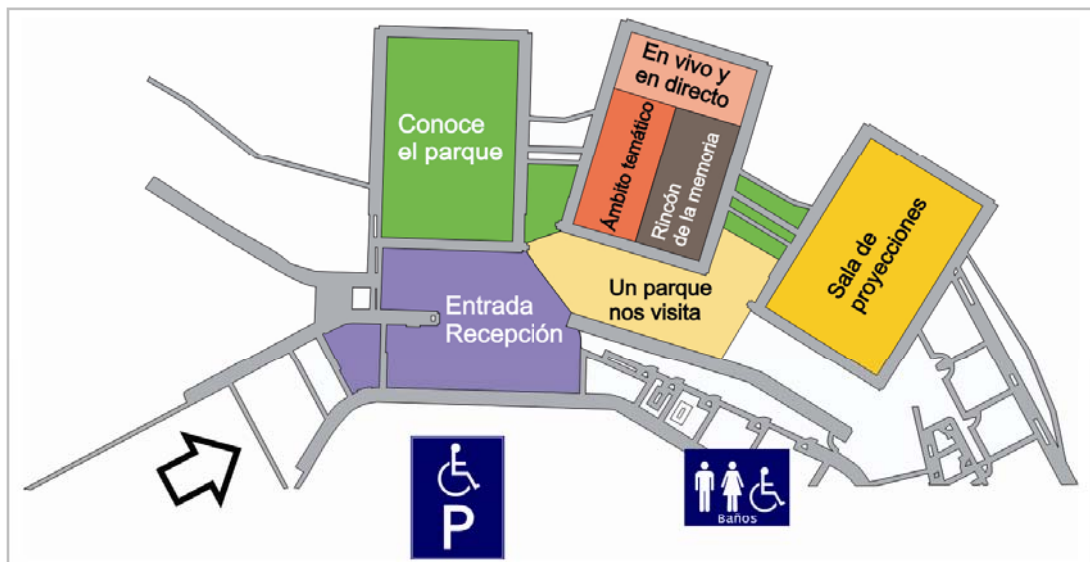 En vivo y
en directo
Conoce
el parque
Ámbito temático
Rincón
de la memoria
Sala de
proyecciones
Un parque
nos visita
Entrada
Recepción
P
Baños